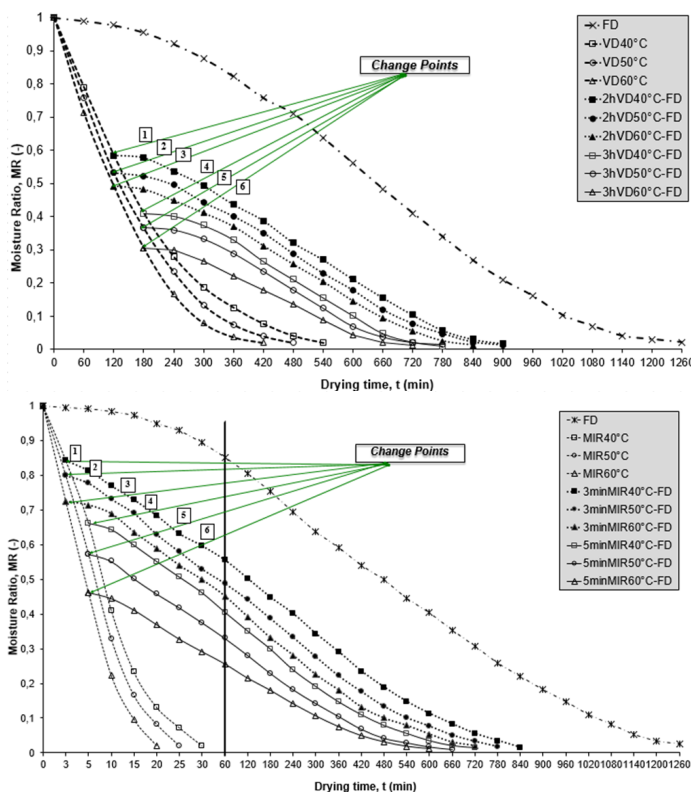 1
0,9
0,8
0,7
0,6
0,5
0,4
0,3
0,2
0,1
0
Moisture Ratio, MR (-)
Change Points
1
2
3
4
5
6
FD
VD40°C
VD50°C
VD60°C
2hVD40°C-FD
2hVD50°C-FD
2hVD60°C-FD
3hVD40°C-FD
3hVD50°C-FD
3hVD60°C-FD
0 60 120 180 240 300 360 420 480 540 600 660 720 780 840 900 960 1020 1080 1140 1200 1260
Drying time, t (min)
1
0,9
0,8
0,7
0,6
0,5
0,4
0,3
0,2
0,1
0
Moisture Ratio, MR (-)
Change Points
1
2
3
4
5
6
FD
MIR40°C
MIR50°C
MIR60°C
3minMIR40°C-FD
3minMIR50°C-FD
3minMIR60°C-FD
5minMIR40°C-FD
5minMIR50°C-FD
5minMIR60°C-FD
0 3 5 10 15 20 25 30 60 120 180 240 300 360 420 480 540 600 660 720 780 840 900 960 1020 1080 1140 1200 1260
Drying time, t (min)